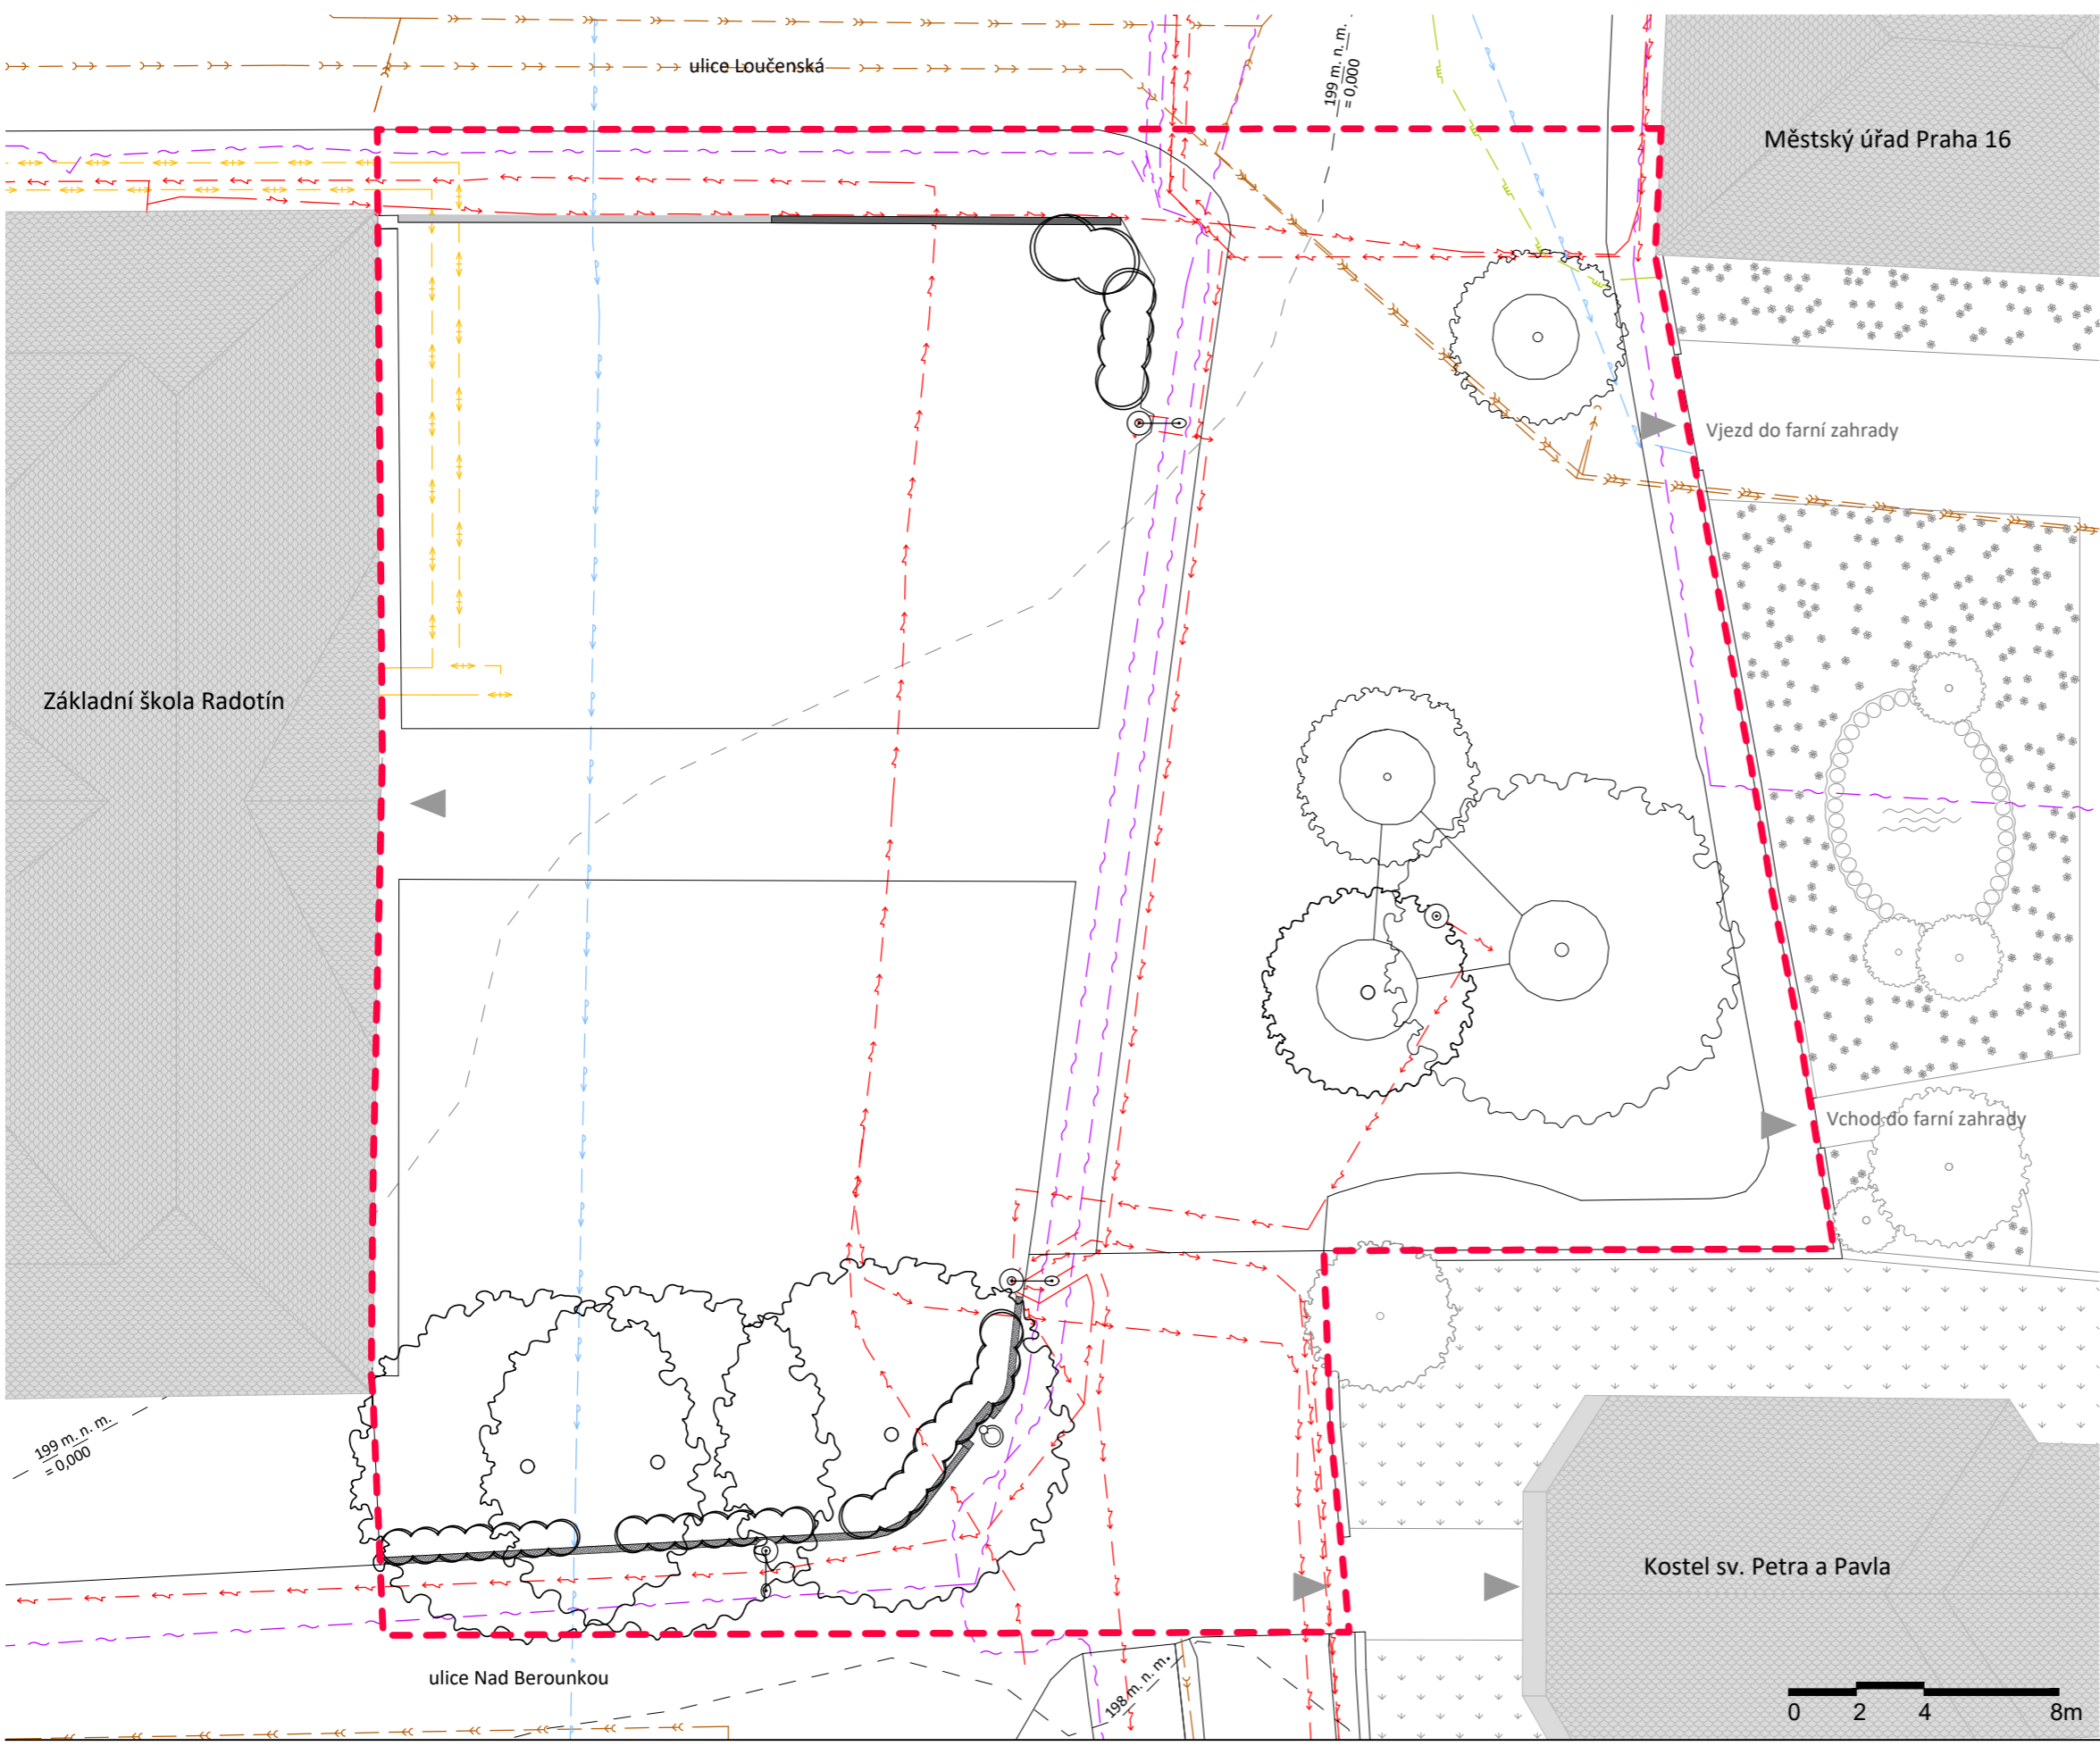 ulice Loučenská
199 m. n. m.
= 0,000
Městský úřad Praha 16
Vjezd do farní zahrady
Základní škola Radotín
Vchod do farní zahrady
199 m. n. m.
= 0,000
Kostel sv. Petra a Pavla
ulice Nad Berounkou
198 m. n. m.
0 2 4 8m